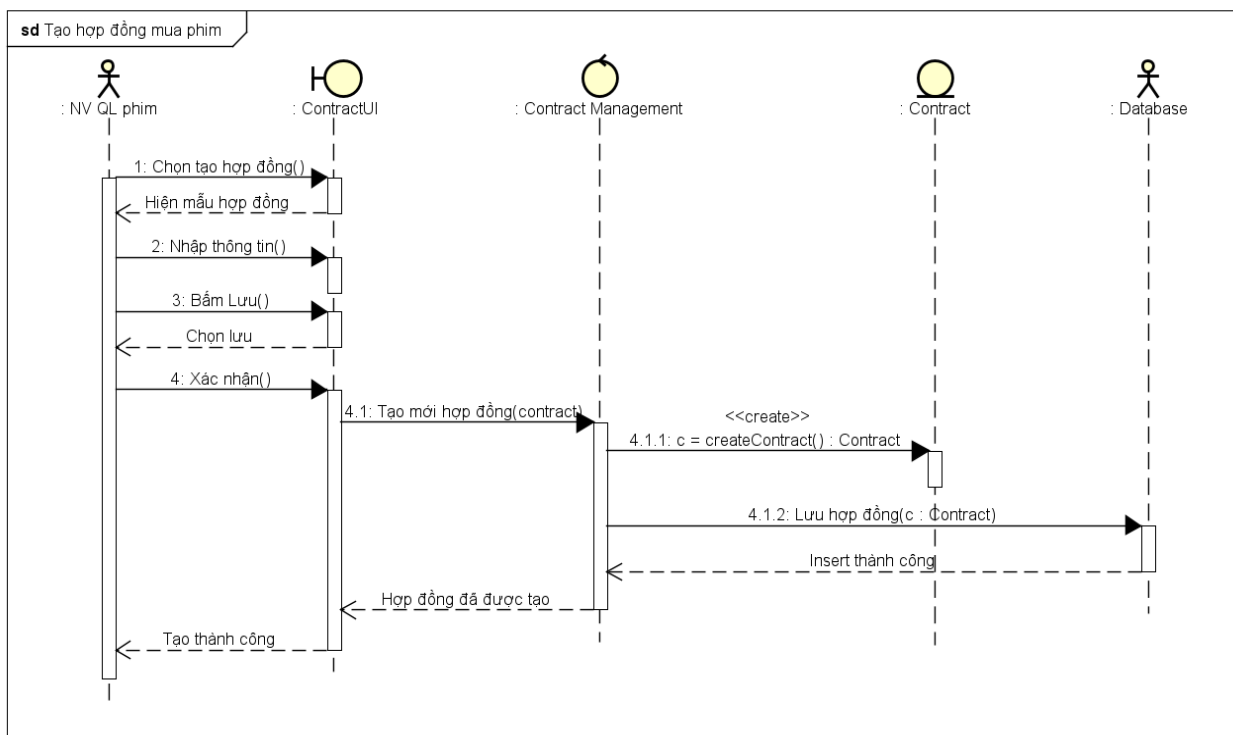 sd Tạo hợp đồng mua phim
: NV QL phim
: ContractUI
: Contract Management
: Contract
: Database
1: Chọn tạo hợp đồng()
Hiện mẫu hợp đồng
2: Nhập thông tin()
3: Bấm Lưu()
Chọn lưu
4: Xác nhận()
4.1: Tạo mới hợp đồng(contract)
<<create>>
4.1.1: c = createContract() : Contract
4.1.2: Lưu hợp đồng(c : Contract)
Insert thành công
Hợp đồng đã được tạo
Tạo thành công